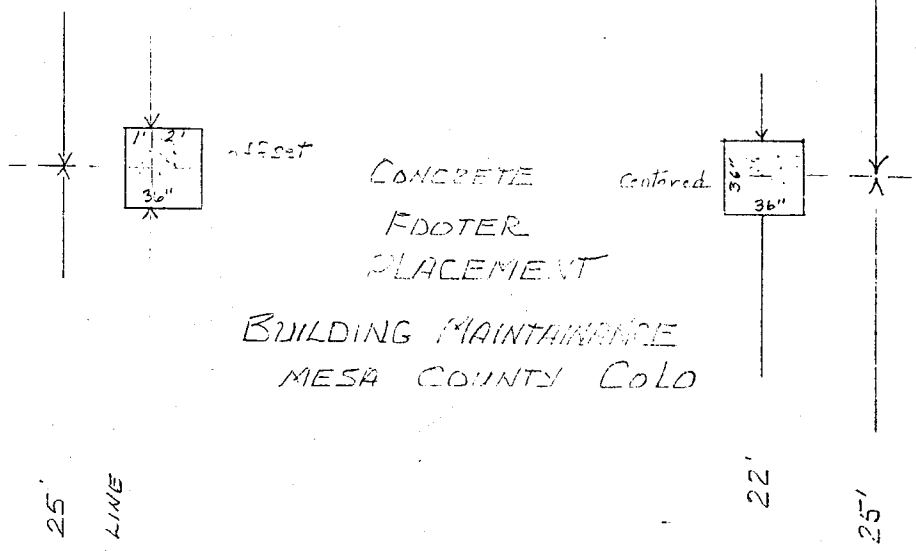 1' 2'
36"
offset
CONCRETE
FOOTER
PLACEMENT
BUILDING MAINTAINANCE
MESA COUNTY COLO
Centered
36"
36"
25'
LINE
22'
25'